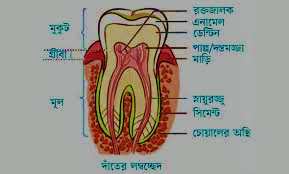 রক্তজালক
এনামেল
ডেন্টিন
পাল্প/দন্তমজ্জা
মাড়ি
স্নায়ুরজ্জু
সিমেন্ট
চোয়ালের অস্থি
মুকুট
গ্রীবা
মূল
দাঁতের লম্বচ্ছেদ